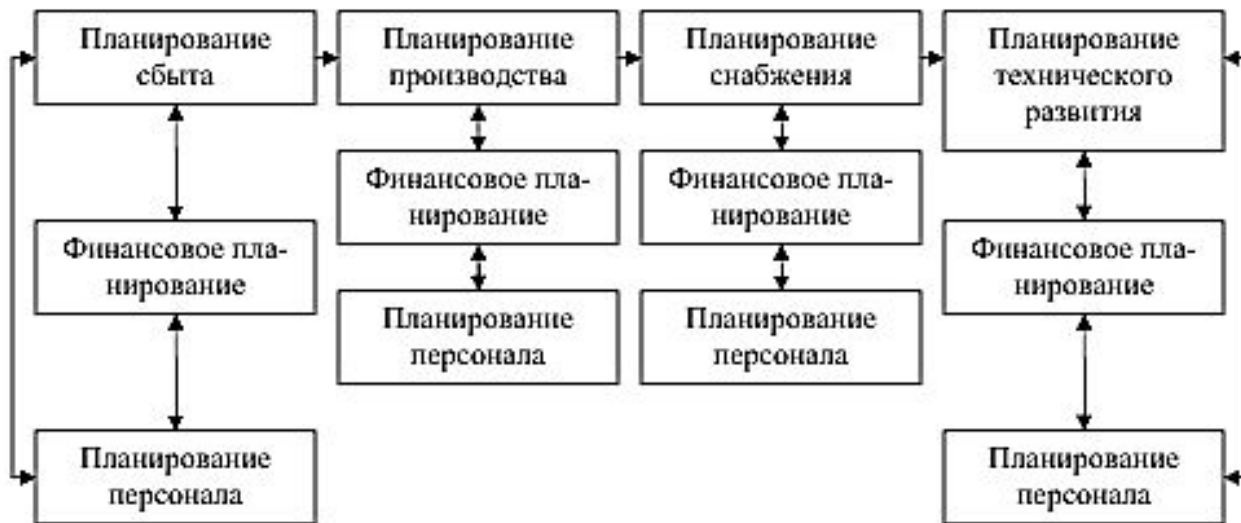 Планирование
сбыта
Планирование
производства
Планирование
снабжения
Планирование
технического
развития
Финансовое пла-
нирование
Финансовое пла-
нирование
Финансовое пла-
нирование
Финансовое пла-
нирование
Планирование
персонала
Планирование
персонала
Планирование
персонала
Планирование
персонала